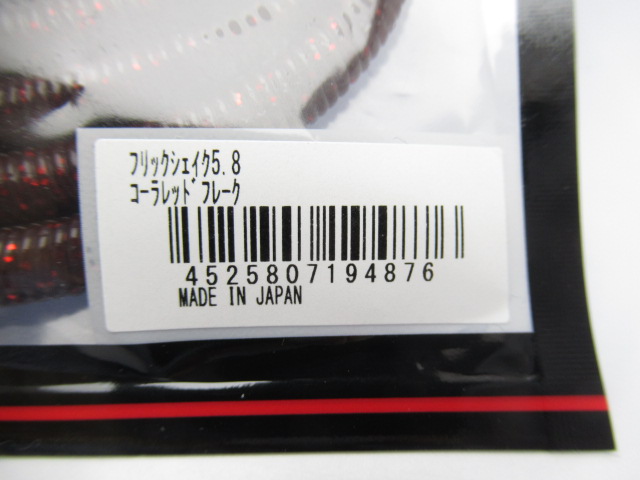 ﾌﾘｯｸｼｪｲｸ5.8
ｺｰﾗﾚｯﾄﾞﾌﾚｰｸ
4525807194876
MADE IN JAPAN